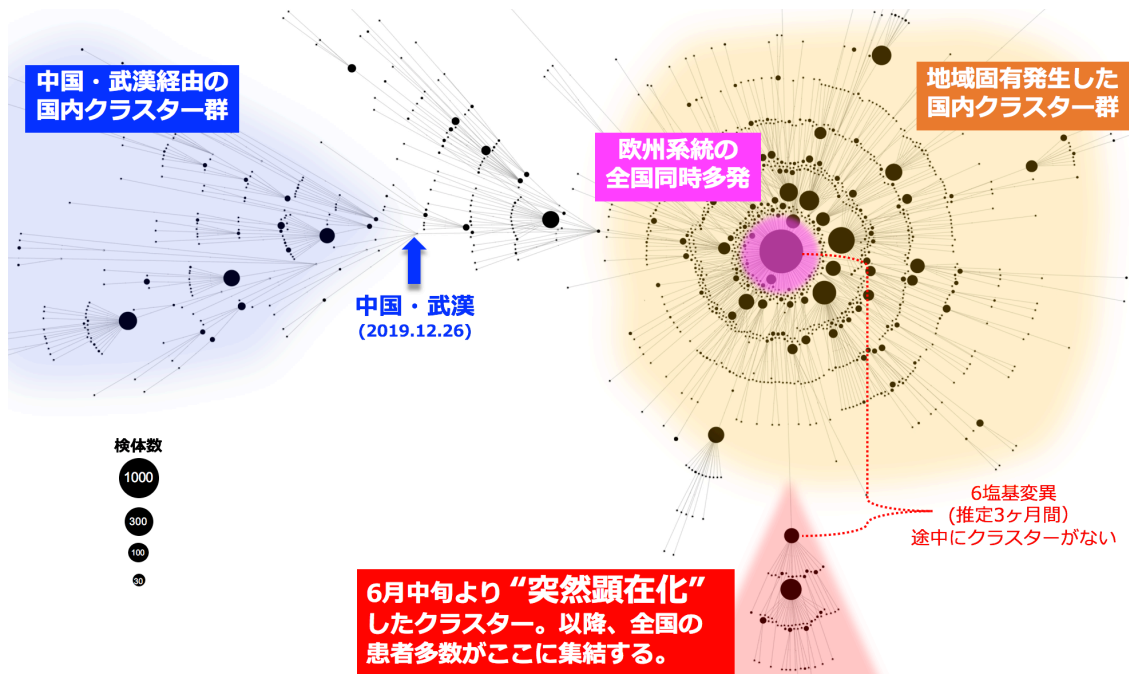 中国・武漢経由の
国内クラスター群
地域固有発生した
国内クラスター群
欧州系統の
全国同時多発
中国・武漢
(2019.12.26)
検体数
1000
300
100
30
6塩基変異
(推定3ヶ月間)
途中にクラスターがない
6月中旬より“突然顕在化”
したクラスター。以降、全国の
患者多数がここに集結する。